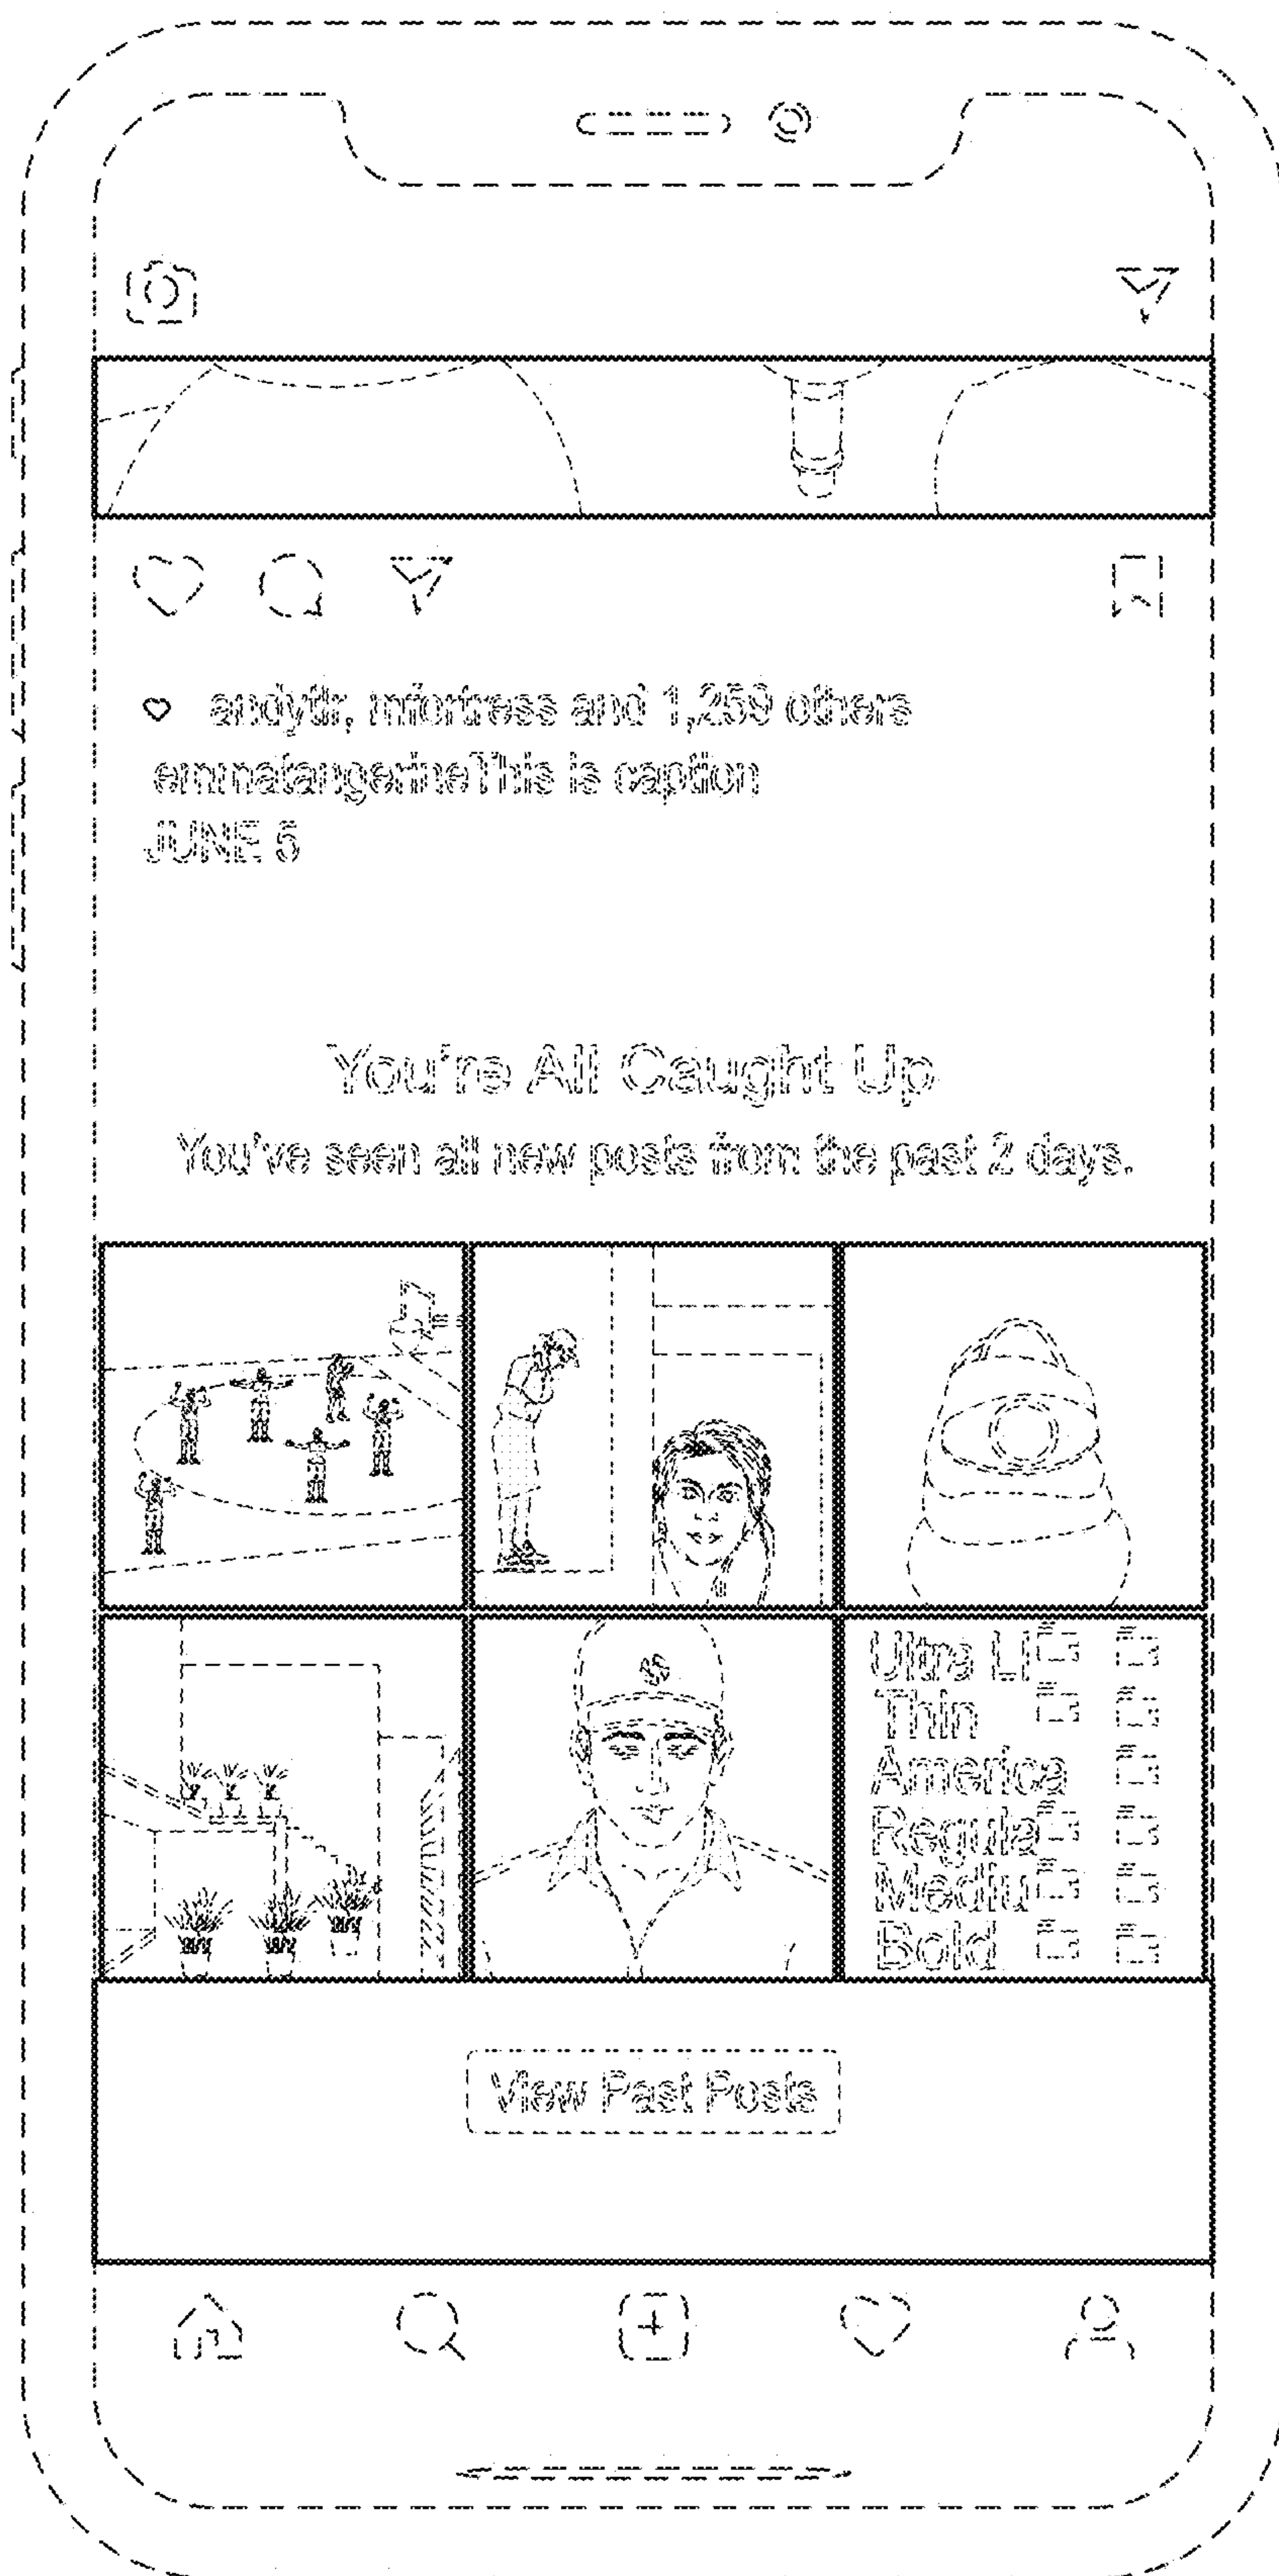 andyttr, mfortress and 1,259 others
emmatangerineThis is caption
JUNE 5
You're All Caught Up
You've seen all new posts from the past 2 days.
Ultra Li
Thin
America
Regula
Mediu
Bold
View Past Posts